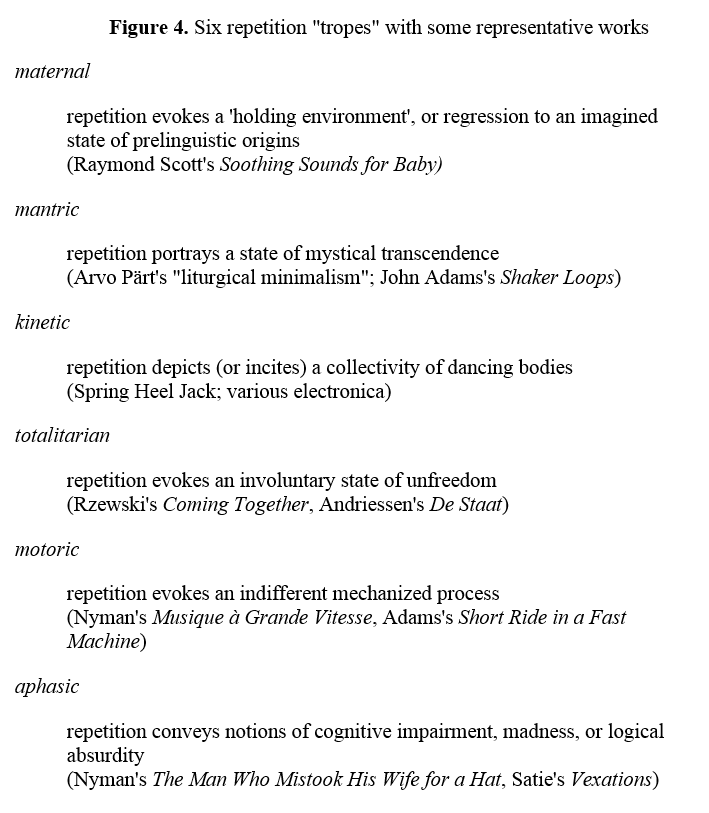 Figure 4. Six repetition "tropes" with some representative works
maternal
repetition evokes a 'holding environment', or regression to an imagined
state of prelinguistic origins
(Raymond Scott's Soothing Sounds for Baby)
mantric
repetition portrays a state of mystical transcendence
(Arvo Pärt's "liturgical minimalism"; John Adams's Shaker Loops)
kinetic
repetition depicts (or incites) a collectivity of dancing bodies
(Spring Heel Jack; various electronica)
totalitarian
repetition evokes an involuntary state of unfreedom
(Rzewski's Coming Together, Andriessen's De Staat)
motoric
repetition evokes an indifferent mechanized process
(Nyman's Musique à Grande Vitesse, Adams's Short Ride in a Fast
Machine)
aphasic
repetition conveys notions of cognitive impairment, madness, or logical
absurdity
(Nyman's The Man Who Mistook His Wife for a Hat, Satie's Vexations)